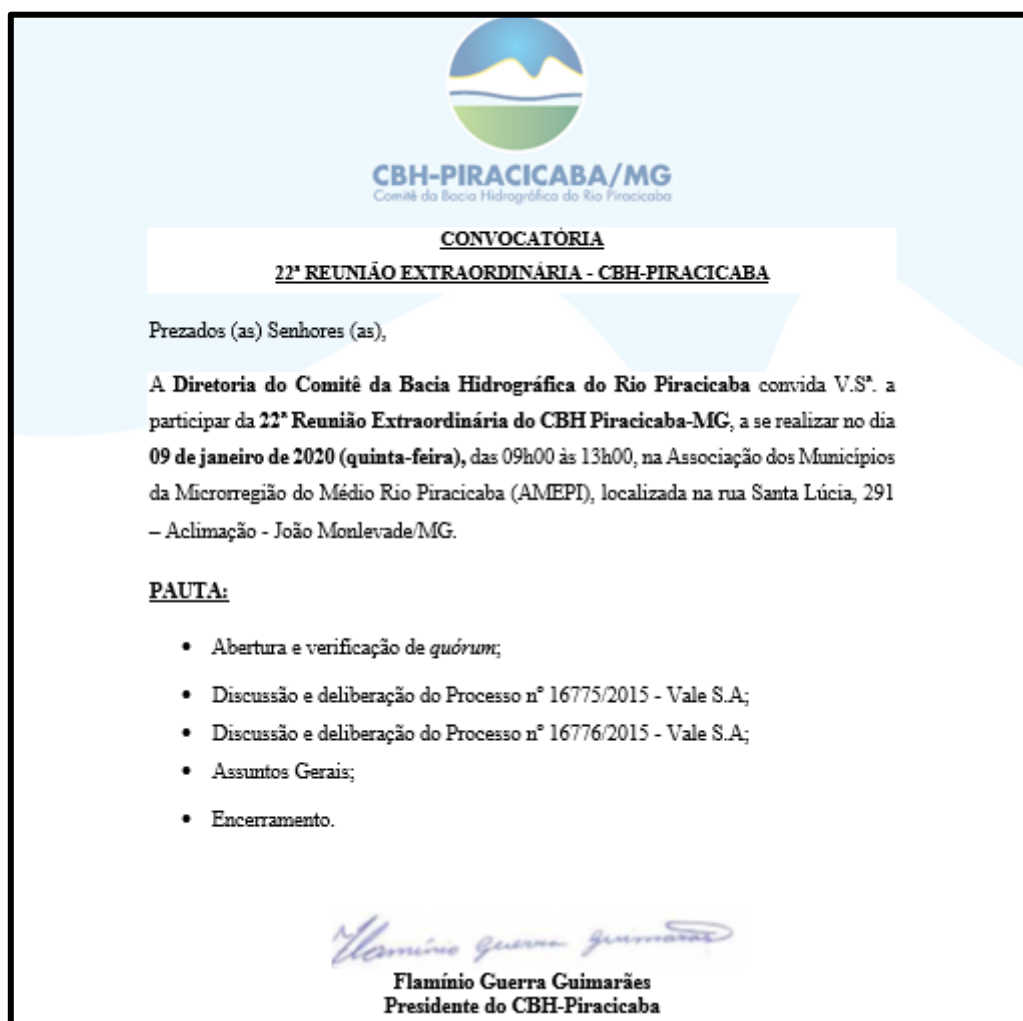 CBH-PIRACICABA/MG
Comitê da Bacia Hidrográfica do Rio Piracicaba
CONVOCATÓRIA
22ª REUNIÃO EXTRAORDINÁRIA - CBH-PIRACICABA
Prezados (as) Senhores (as),
A Diretoria do Comitê da Bacia Hidrográfica do Rio Piracicaba convida V.Sª. a
participar da 22ª Reunião Extraordinária do CBH Piracicaba-MG, a se realizar no dia
09 de janeiro de 2020 (quinta-feira), das 09h00 às 13h00, na Associação dos Municípios
da Microrregião do Médio Rio Piracicaba (AMEPI), localizada na rua Santa Lúcia, 291
– Aclimação - João Monlevade/MG.
PAUTA:
• Abertura e verificação de quórum;
• Discussão e deliberação do Processo nº 16775/2015 - Vale S.A;
• Discussão e deliberação do Processo nº 16776/2015 - Vale S.A;
• Assuntos Gerais;
• Encerramento.
Flamínio Guerra Guimarães
Flamínio Guerra Guimarães
Presidente do CBH-Piracicaba